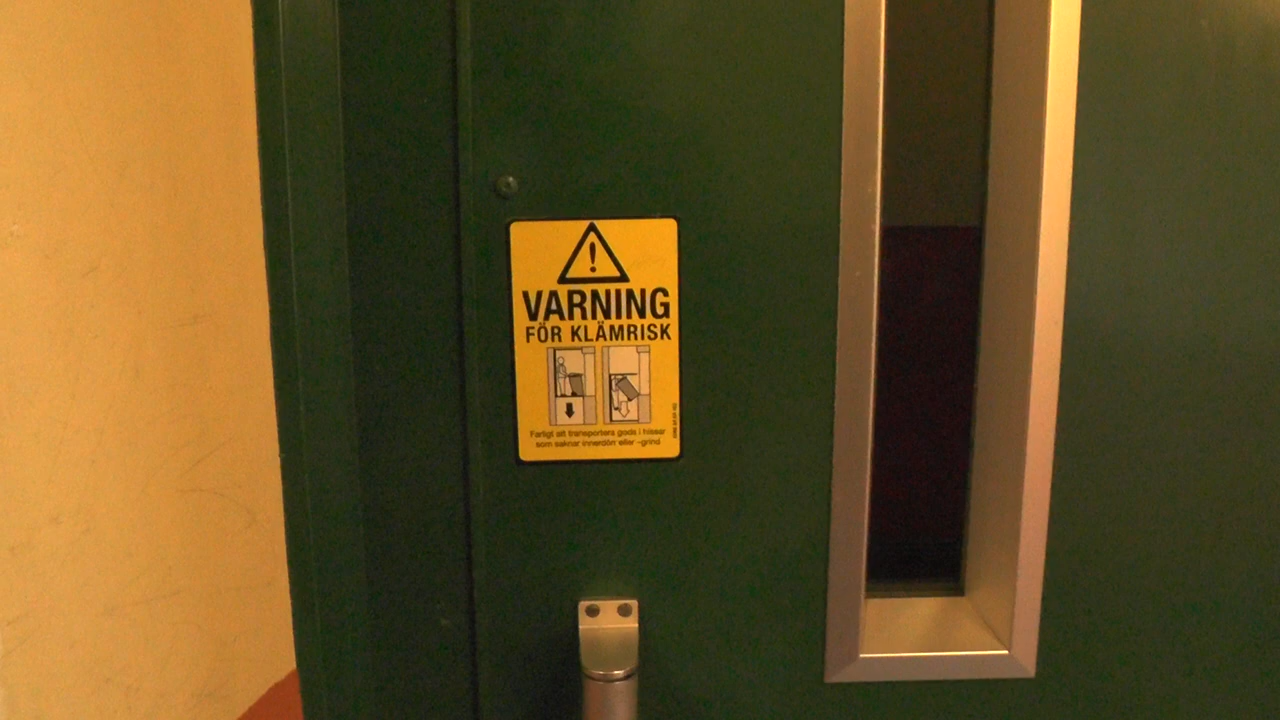 VARNING
FÖR KLÄMRISK
Farligt att transportera gods i hissar
som saknar innerdörr eller -grind